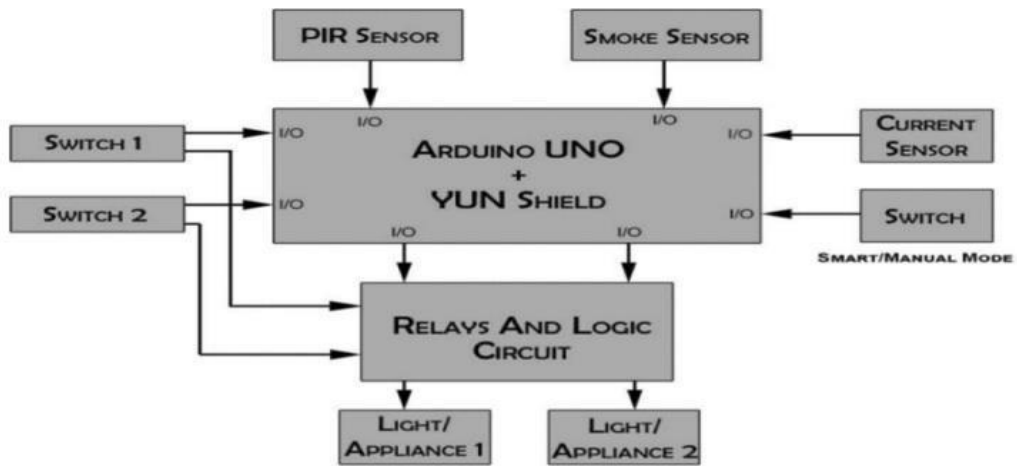 PIR SENSOR
SMOKE SENSOR
I/O
I/O
SWITCH 1
I/O
ARDUINO UNO
+
YUN SHIELD
I/O
CURRENT
SENSOR
SWITCH 2
I/O
I/O
SWITCH
SMART/MANUAL MODE
I/O
I/O
RELAYS AND LOGIC
CIRCUIT
LIGHT/
APPLIANCE 1
LIGHT/
APPLIANCE 2